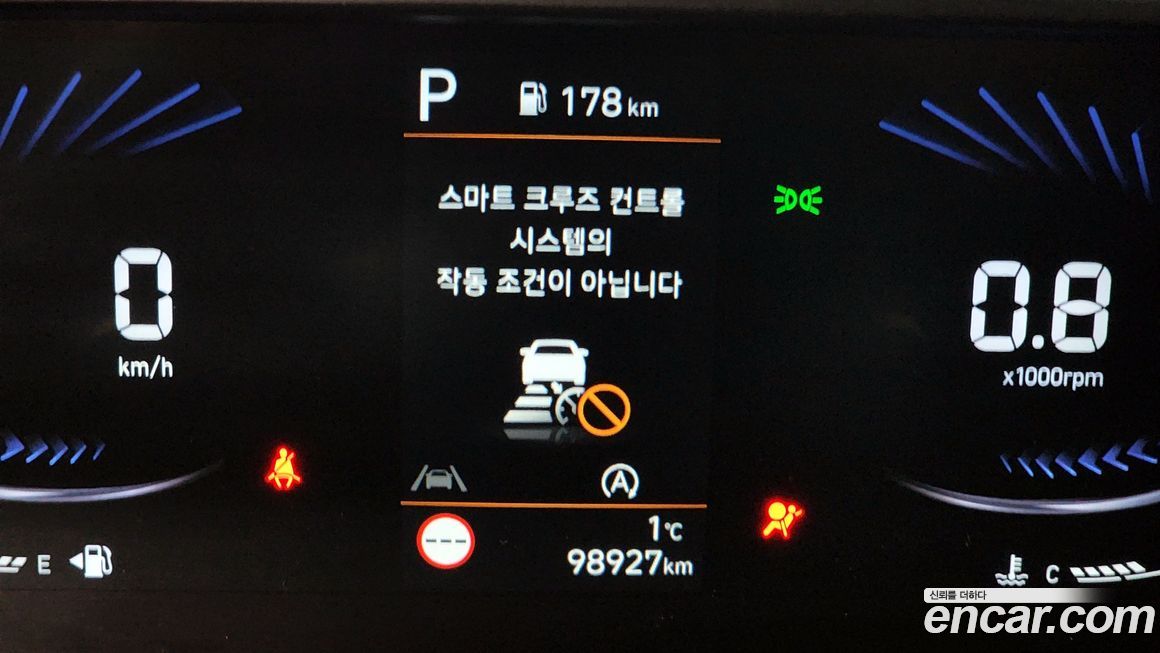 P
178 km
스마트 크루즈 컨트롤
시스템의
작동 조건이 아닙니다
0
km/h
0.8
x1000rpm
A
1℃
98927km
E
C
신뢰를 더하다
encar.com